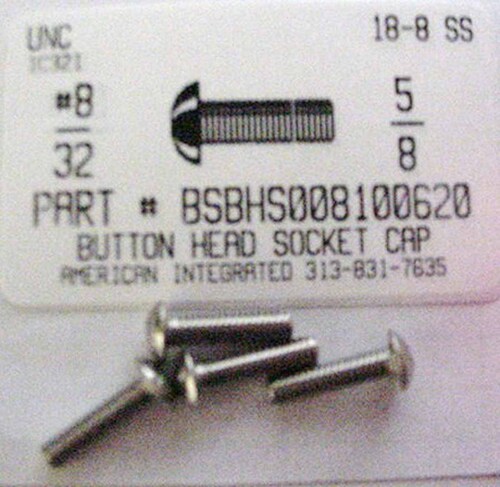 UNC 18-8 SS
1C321
#8 5
32 8
PART # BSBHS008100620
BUTTON HEAD SOCKET CAP
AMERICAN INTEGRATED 313-831-7635